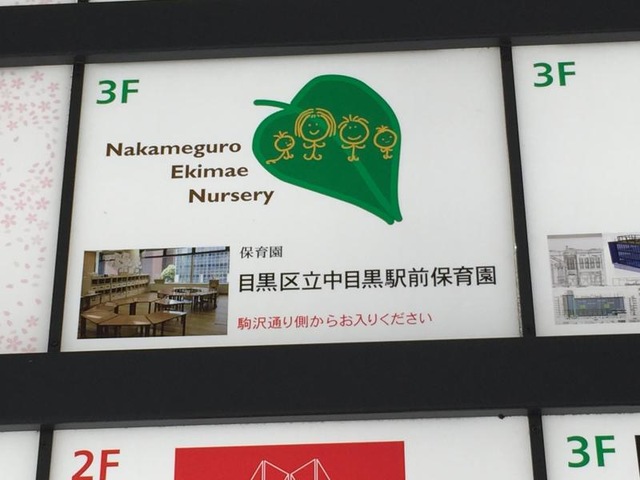 3F
Nakameguro
Ekimae
Nursery
保育園
目黒区立中目黒駅前保育園
駒沢通り側からお入りください
3F
2F
3F